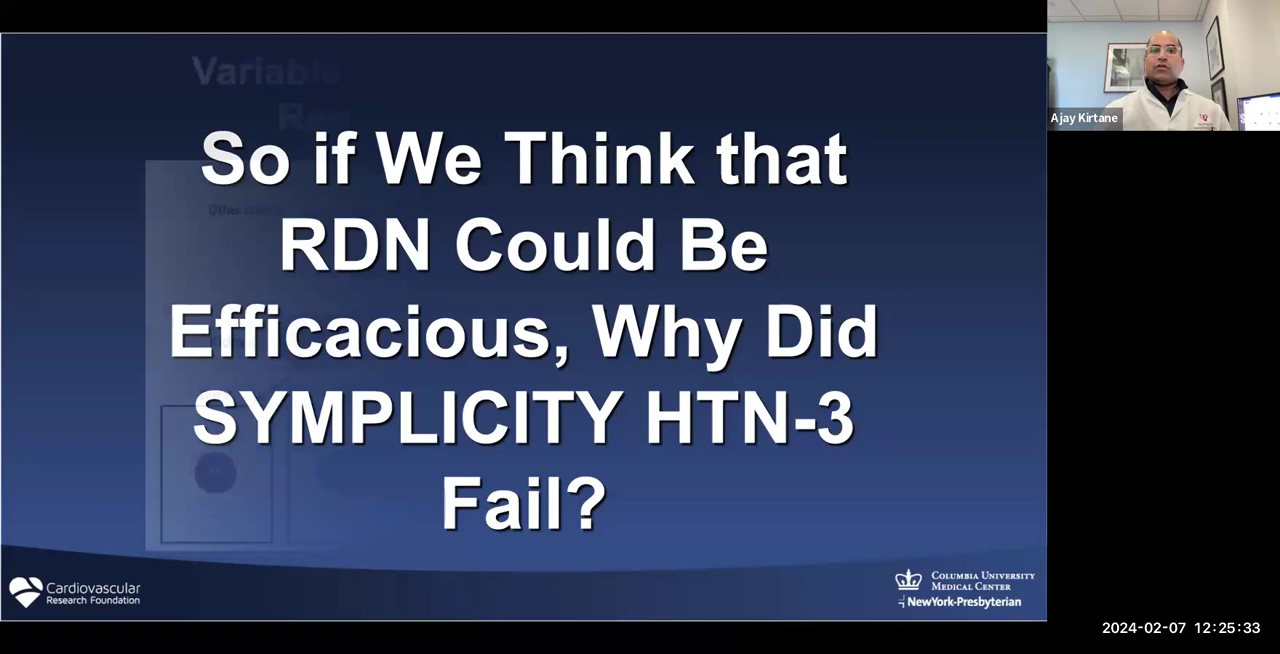 Variable
So if We Think that
RDN Could Be
Efficacious, Why Did
SYMPLICITY HTN-3
Fail?
Ajay Kirtane
Cardiovascular
Research Foundation
COLUMBIA UNIVERSITY
MEDICAL CENTER
NewYork-Presbyterian
2024-02-07 12:25:33